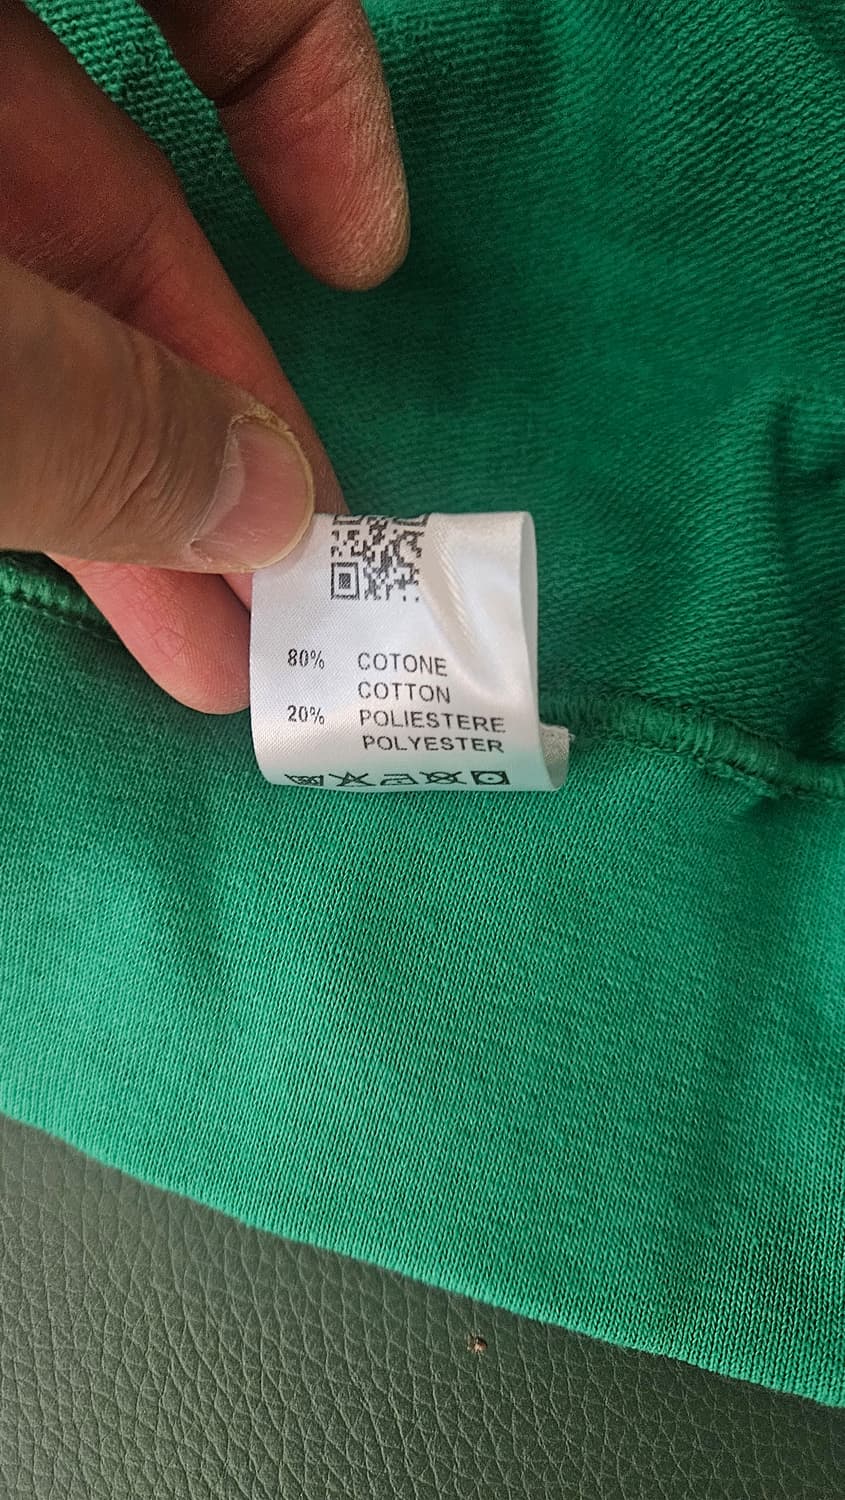 80% COTONE
COTTON
20% POLIESTERE
POLYESTER